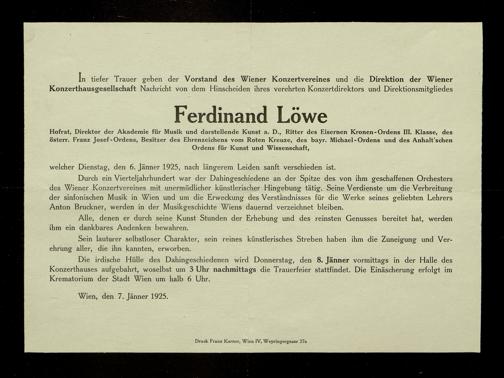 In tiefer Trauer geben der Vorstand des Wiener Konzertvereines und die Direktion der Wiener
Konzerthausgesellschaft Nachricht von dem Hinscheiden ihres verehrten Konzertdirektors und Direktionsmitgliedes
Ferdinand Löwe
Hofrat, Direktor der Akademie für Musik und darstellende Kunst a. D., Ritter des Eisernen Kronen-Ordens III. Klasse, des
österr. Franz Josef-Ordens, Besitzer des Ehrenzeichens vom Roten Kreuze, des bayr. Michael-Ordens und des Anhalt'schen
Ordens für Kunst und Wissenschaft,
welcher Dienstag, den 6. Jänner 1925, nach längerem Leiden sanft verschieden ist.
Durch ein Vierteljahrhundert war der Dahingeschiedene an der Spitze des von ihm geschaffenen Orchesters
des Wiener Konzertvereines mit unermüdlicher künstlerischer Hingebung tätig. Seine Verdienste um die Verbreitung
der sinfonischen Musik in Wien und um die Erweckung des Verständnisses für die Werke seines geliebten Lehrers
Anton Bruckner, werden in der Musikgeschichte Wiens dauernd verzeichnet bleiben.
Alle, denen er durch seine Kunst Stunden der Erhebung und des reinsten Genusses bereitet hat, werden
ihm ein dankbares Andenken bewahren.
Sein lauterer selbstloser Charakter, sein reines künstlerisches Streben haben ihm die Zuneigung und Ver-
ehrung aller, die ihn kannten, erworben.
Die irdische Hülle des Dahingeschiedenen wird Donnerstag, den 8. Jänner vormittags in der Halle des
Konzerthauses aufgebahrt, woselbst um 3 Uhr nachmittags die Trauerfeier stattfindet. Die Einäscherung erfolgt im
Krematorium der Stadt Wien um halb 6 Uhr.
Wien, den 7. Jänner 1925.
Druck Franz Karner, Wien IV, Weyringergasse 37a